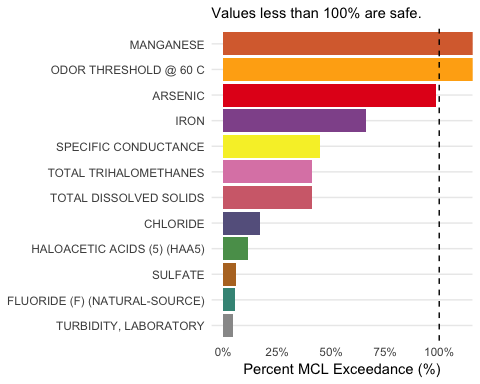 Values less than 100% are safe.
MANGANESE
ODOR THRESHOLD @ 60 C
ARSENIC
IRON
SPECIFIC CONDUCTANCE
TOTAL TRIHALOMETHANES
TOTAL DISSOLVED SOLIDS
CHLORIDE
HALOACETIC ACIDS (5) (HAA5)
SULFATE
FLUORIDE (F) (NATURAL-SOURCE)
TURBIDITY, LABORATORY
0% 25% 50% 75% 100%
Percent MCL Exceedance (%)